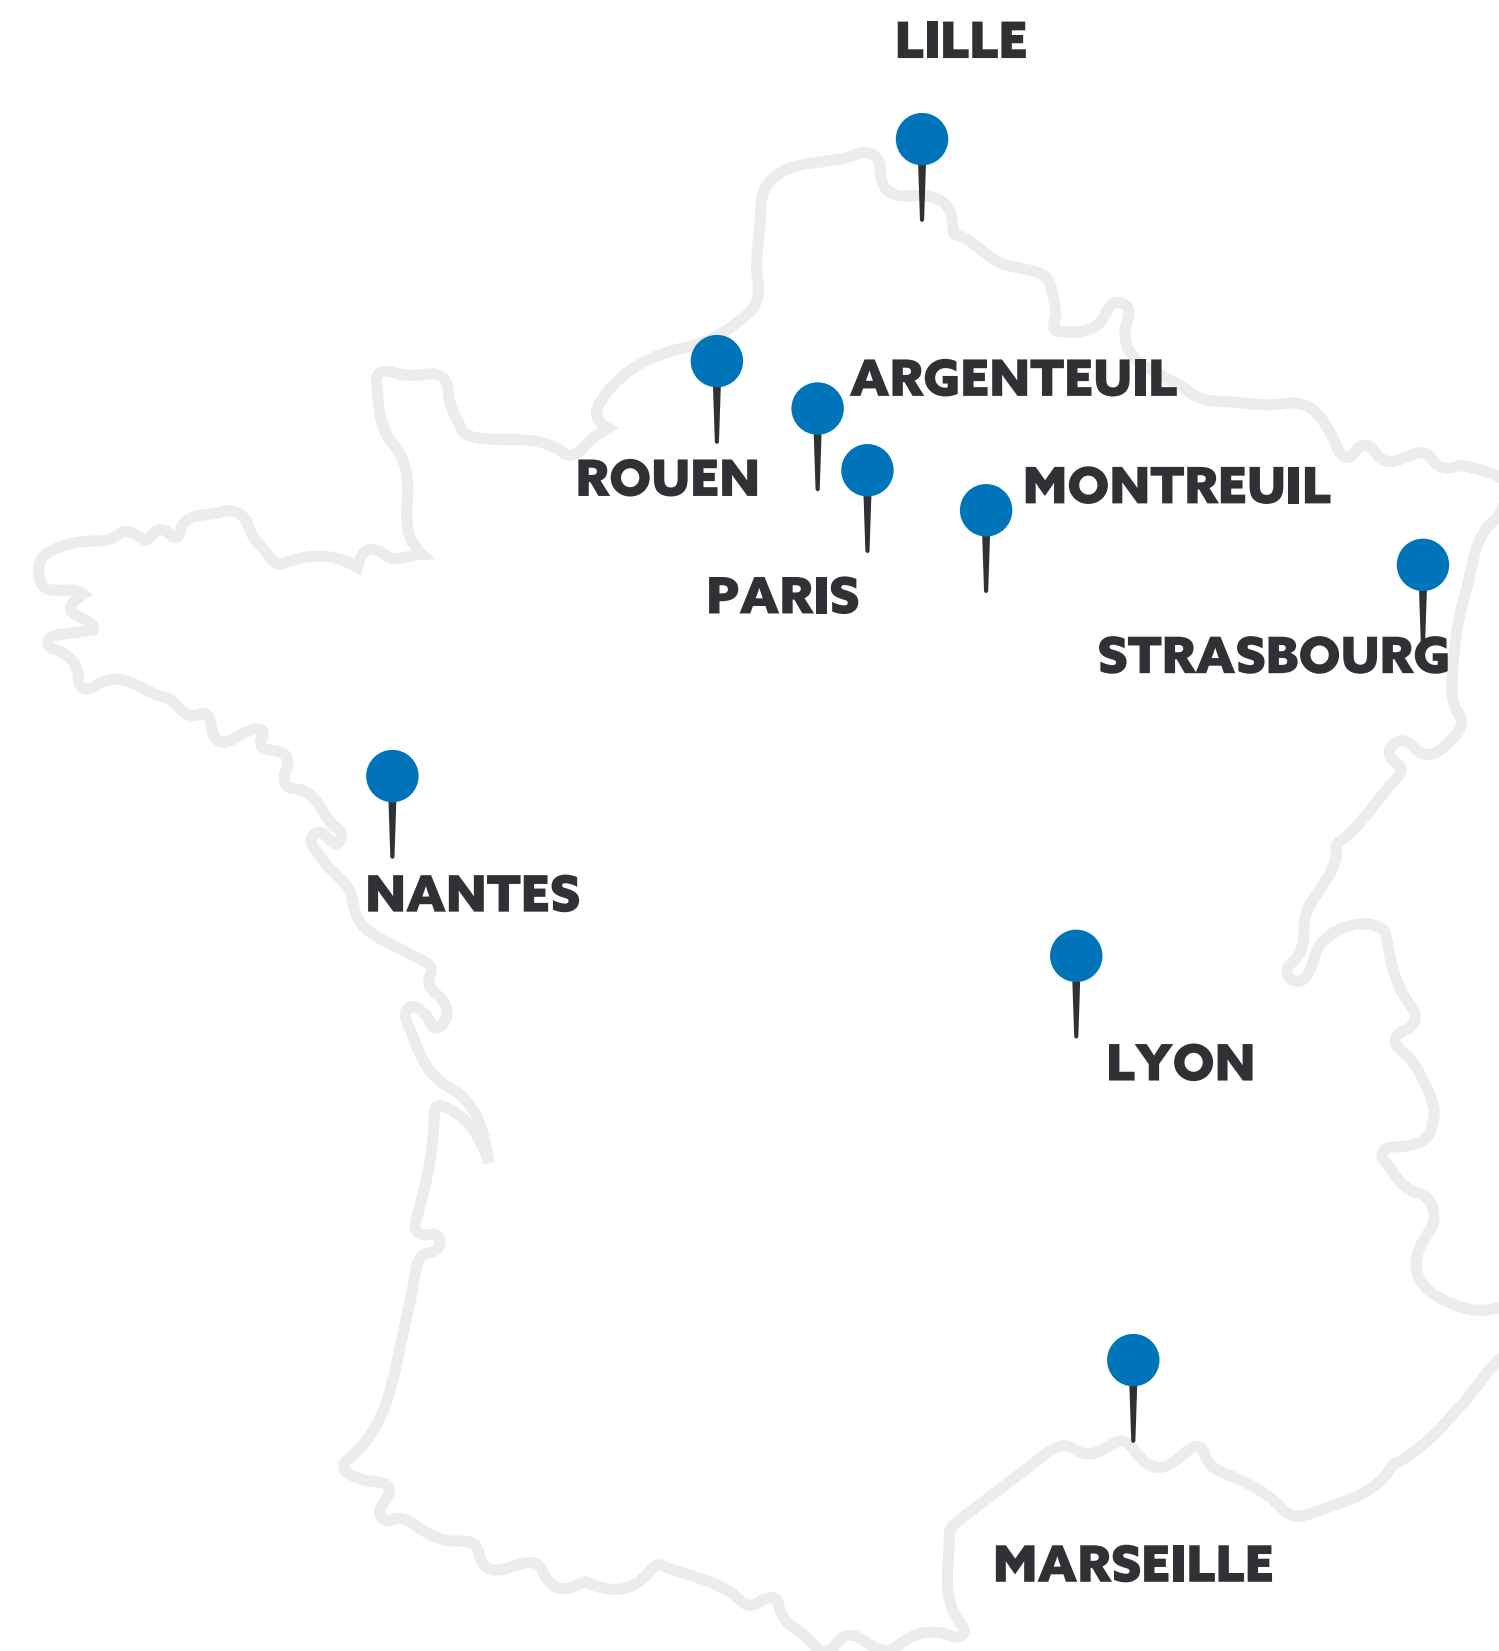 LILLE
ARGENTEUIL
ROUEN
MONTREUIL
PARIS
STRASBOURG
NANTES
LYON
MARSEILLE